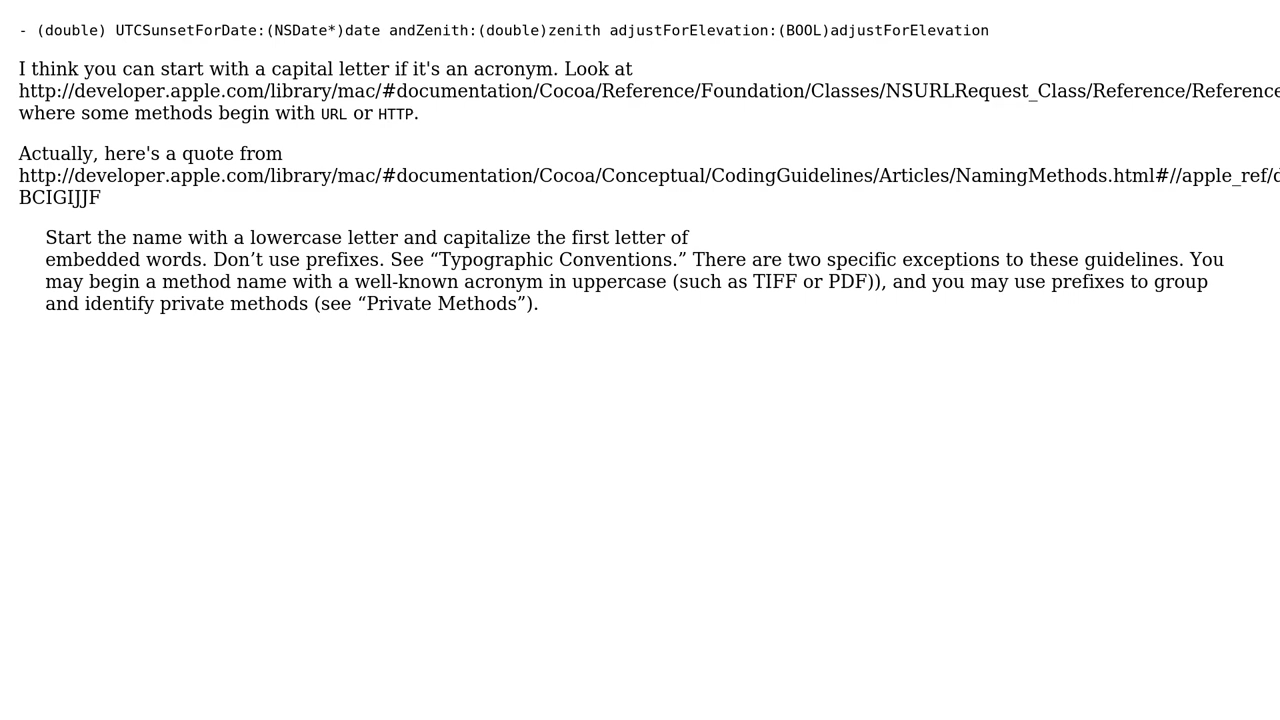 - (double) UTCSunsetForDate:(NSDate*)date andZenith:(double)zenith adjustForElevation:(BOOL)adjustForElevation
I think you can start with a capital letter if it's an acronym. Look at
http://developer.apple.com/library/mac/#documentation/Cocoa/Reference/Foundation/Classes/NSURLRequest_Class/Reference/Reference
where some methods begin with URL or HTTP.
Actually, here's a quote from
http://developer.apple.com/library/mac/#documentation/Cocoa/Conceptual/CodingGuidelines/Articles/NamingMethods.html#//apple_ref/d
BCIGIJJF
Start the name with a lowercase letter and capitalize the first letter of
embedded words. Don’t use prefixes. See “Typographic Conventions.” There are two specific exceptions to these guidelines. You
may begin a method name with a well-known acronym in uppercase (such as TIFF or PDF)), and you may use prefixes to group
and identify private methods (see “Private Methods”).